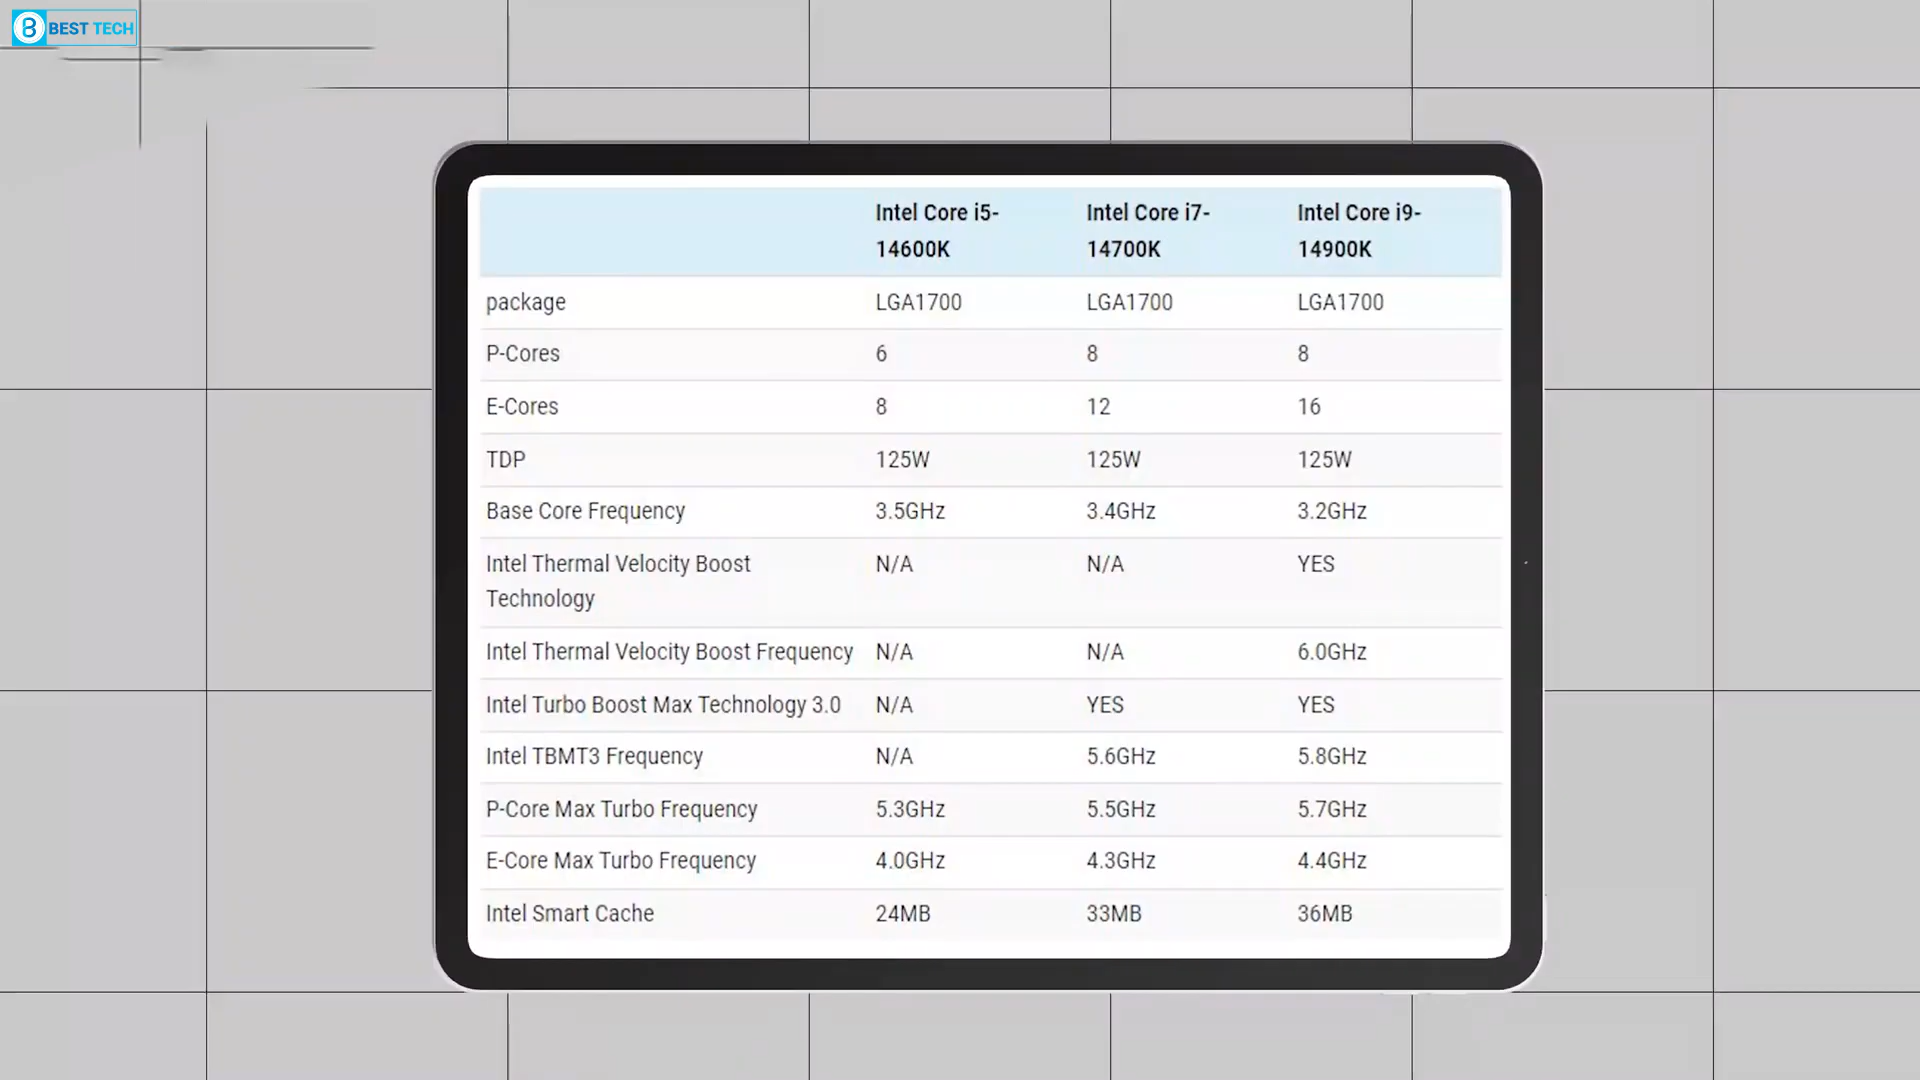 BEST TECH
Intel Core i5- Intel Core i7- Intel Core i9-
14600K 14700K 14900K
package LGA1700 LGA1700 LGA1700
P-Cores 6 8 8
E-Cores 8 12 16
TDP 125W 125W 125W
Base Core Frequency 3.5GHz 3.4GHz 3.2GHz
Intel Thermal Velocity Boost N/A N/A YES
Technology
Intel Thermal Velocity Boost Frequency N/A N/A 6.0GHz
Intel Turbo Boost Max Technology 3.0 N/A YES YES
Intel TBMT3 Frequency N/A 5.6GHz 5.8GHz
P-Core Max Turbo Frequency 5.3GHz 5.5GHz 5.7GHz
E-Core Max Turbo Frequency 4.0GHz 4.3GHz 4.4GHz
Intel Smart Cache 24MB 33MB 36MB